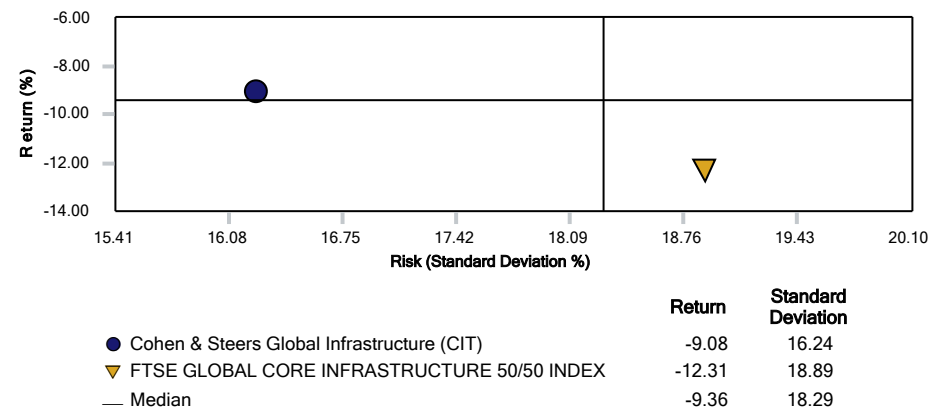 -6.00
-8.00
-10.00
-12.00
-14.00
Return (%)
15.41 16.08 16.75 17.42 18.09 18.76 19.43 20.10
Risk (Standard Deviation %)
Return Standard Deviation
Cohen & Steers Global Infrastructure (CIT) -9.08 16.24
FTSE GLOBAL CORE INFRASTRUCTURE 50/50 INDEX -12.31 18.89
Median -9.36 18.29